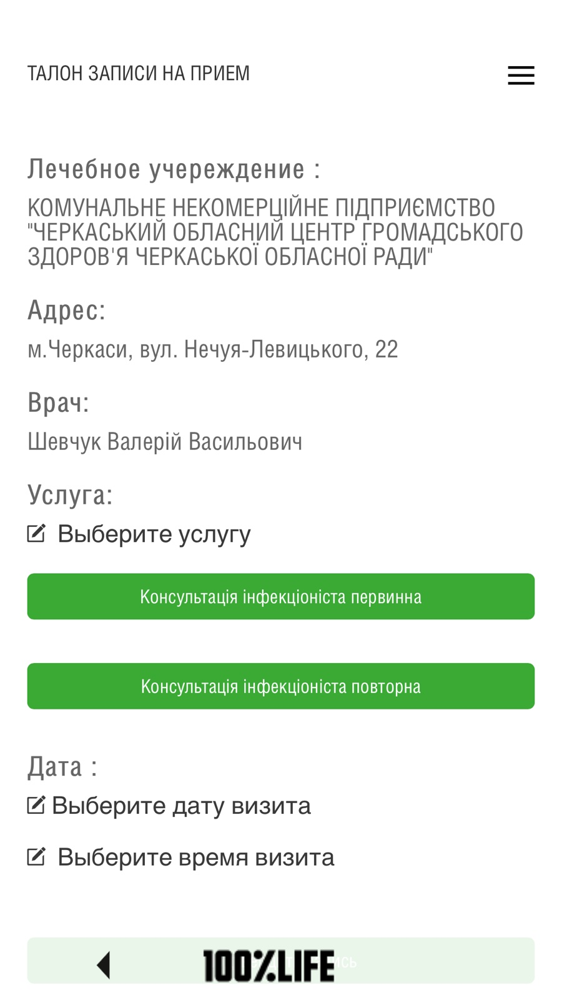 ТАЛОН ЗАПИСИ НА ПРИЕМ
Лечебное учереждение :
КОМУНАЛЬНЕ НЕКОМЕРЦІЙНЕ ПІДПРИЄМСТВО
"ЧЕРКАСЬКИЙ ОБЛАСНИЙ ЦЕНТР ГРОМАДСЬКОГО
ЗДОРОВ'Я ЧЕРКАСЬКОЇ ОБЛАСНОЇ РАДИ"
Адрес:
м.Черкаси, вул. Нечуя-Левицького, 22
Врач:
Шевчук Валерій Васильович
Услуга:
Выберите услугу
Консультація інфекціоніста первинна
Консультація інфекціоніста повторна
Дата :
Выберите дату визита
Выберите время визита
100%LIFE